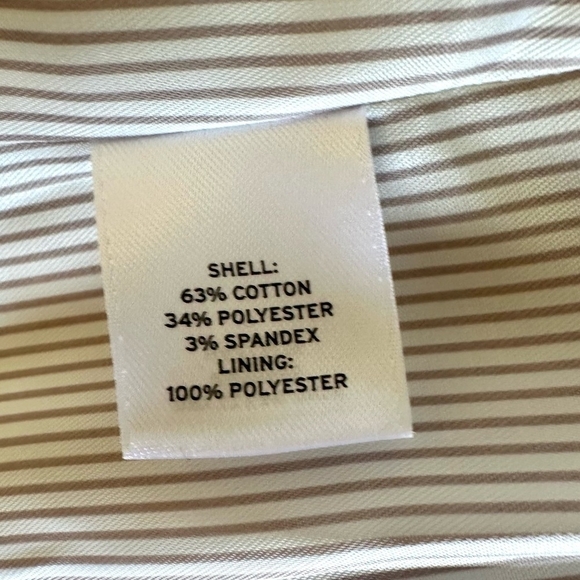 SHELL:
63% COTTON
34% POLYESTER
3% SPANDEX
LINING:
100% POLYESTER